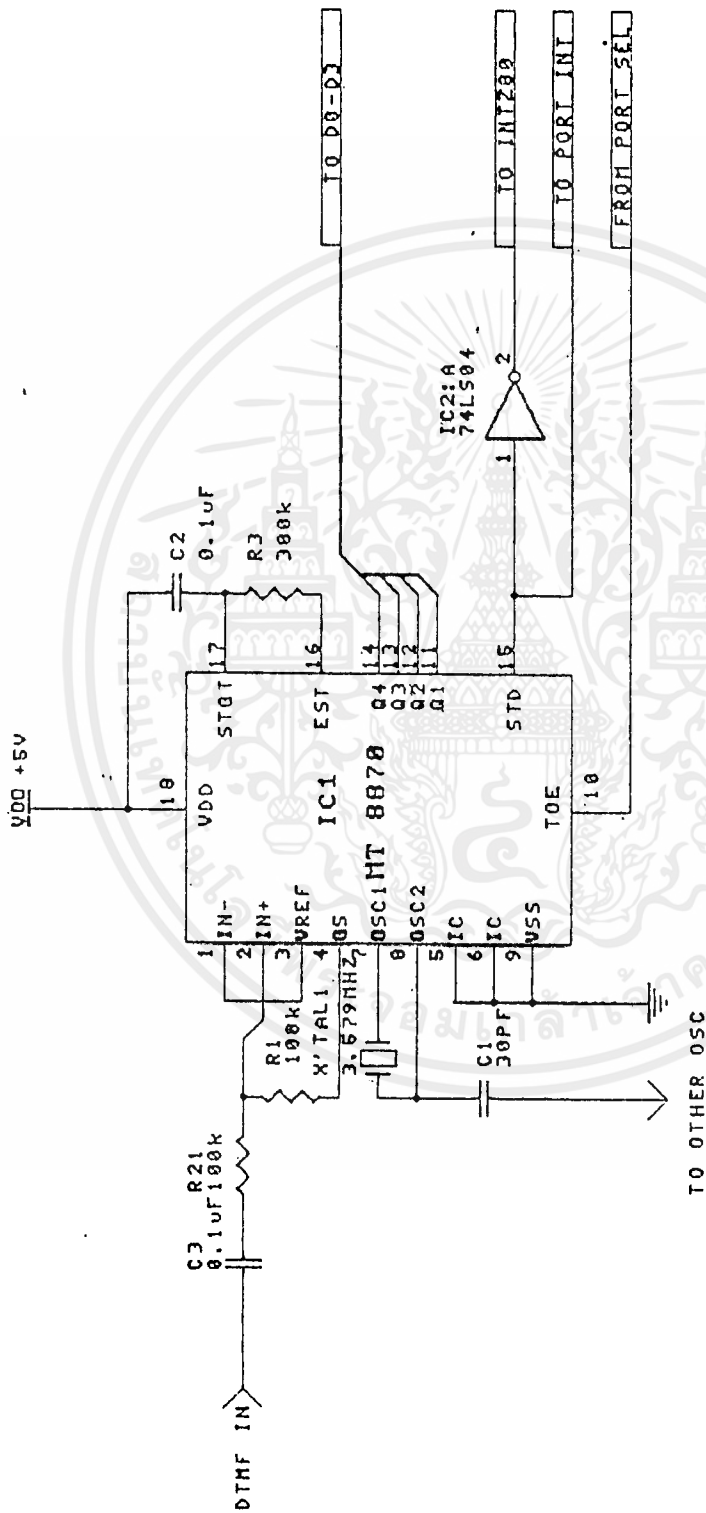 VDD +5V
C2
0.1uF
R3
300k
TO D0-D3
TO INTZ80
TO PORT INT
FROM PORT SEL
IC2:A
74LS04
1
2
18
VDD
17
STGT
16
EST
14
13
12
11
Q4
Q3
Q2
Q1
15
STD
TOE
10
IC1
MT 8870
1
IN-
2
IN+
3
VREF
4
GS
7
OSC1
8
OSC2
5
IC
6
IC
9
VSS
R1
100k
X'TAL1
3.579MHZ
C3
0.1uF
R21
100k
C1
30PF
DTMF IN
TO OTHER OSC